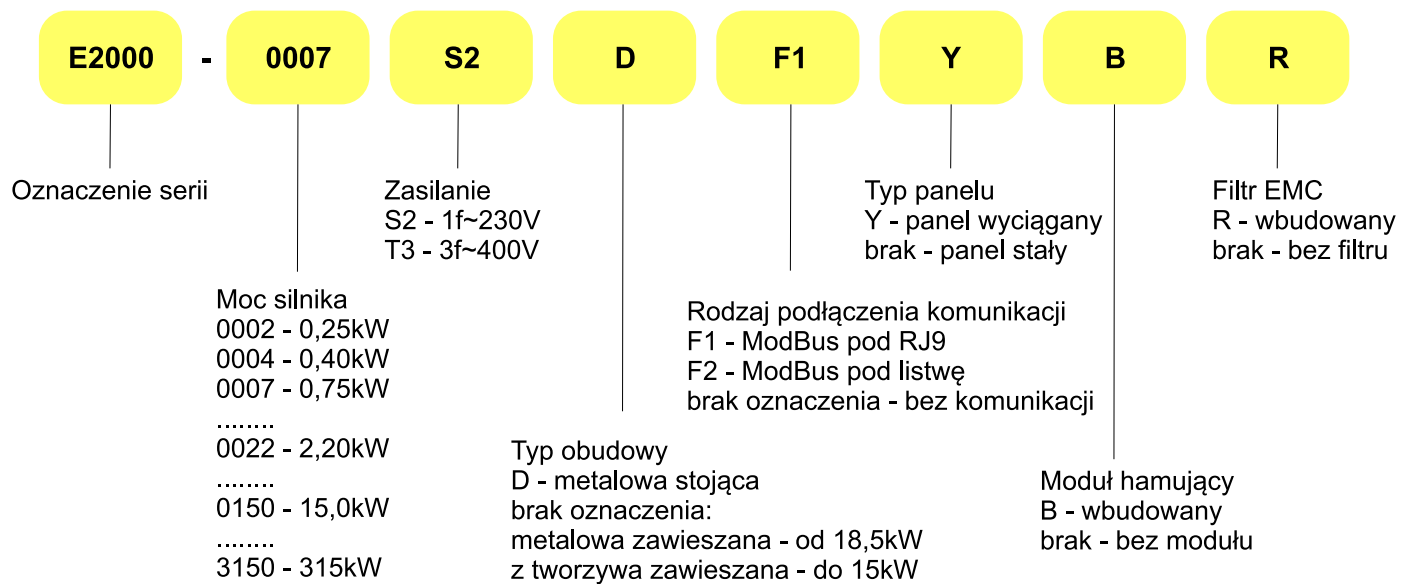 E2000 - 0007 S2 D F1 Y B R
Oznaczenie serii
Moc silnika
0002 - 0,25kW
0004 - 0,40kW
0007 - 0,75kW
........
0022 - 2,20kW
........
0150 - 15,0kW
........
3150 - 315kW
Zasilanie
S2 - 1f~230V
T3 - 3f~400V
Typ obudowy
D - metalowa stojąca
brak oznaczenia:
metalowa zawieszana - od 18,5kW
z tworzywa zawieszana - do 15kW
Rodzaj podłączenia komunikacji
F1 - ModBus pod RJ9
F2 - ModBus pod listwę
brak oznaczenia - bez komunikacji
Typ panelu
Y - panel wyciągany
brak - panel stały
Moduł hamujący
B - wbudowany
brak - bez modułu
Filtr EMC
R - wbudowany
brak - bez filtru